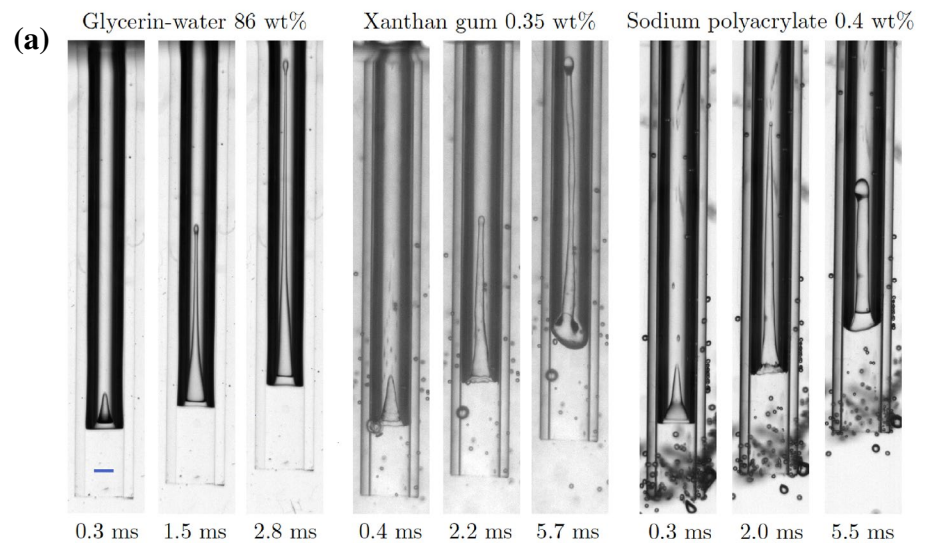 (a)
Glycerin-water 86 wt%
Xanthan gum 0.35 wt%
Sodium polyacrylate 0.4 wt%
0.3 ms
1.5 ms
2.8 ms
0.4 ms
2.2 ms
5.7 ms
0.3 ms
2.0 ms
5.5 ms